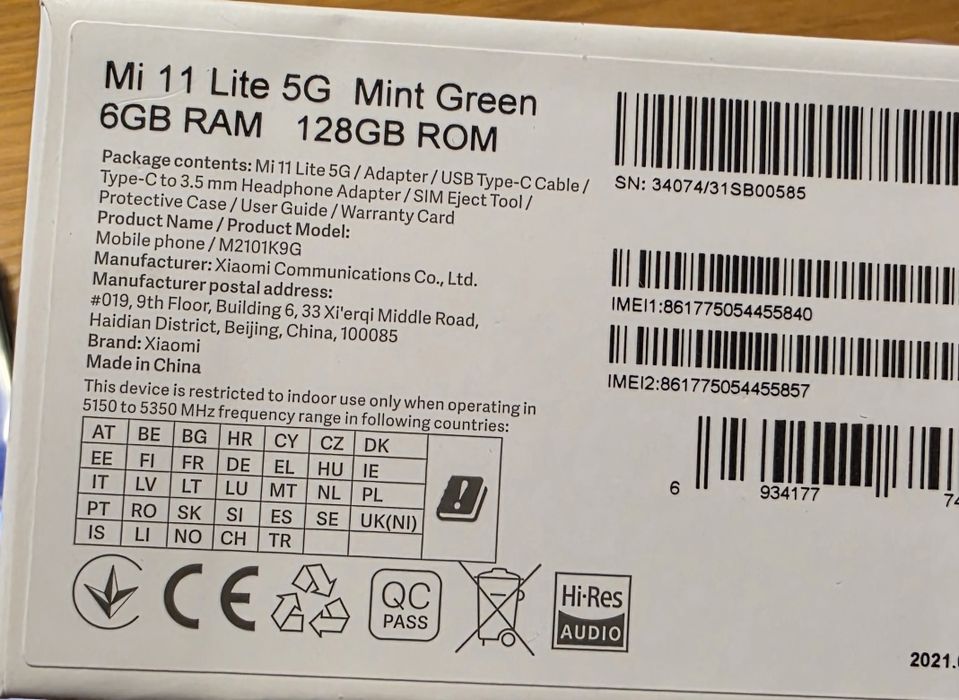 Mi 11 Lite 5G Mint Green
6GB RAM 128GB ROM
Package contents: Mi 11 Lite 5G / Adapter / USB Type-C Cable /
Type-C to 3.5 mm Headphone Adapter / SIM Eject Tool /
Protective Case / User Guide / Warranty Card
Product Name / Product Model:
Mobile phone / M2101K9G
Manufacturer: Xiaomi Communications Co., Ltd.
Manufacturer postal address:
#019, 9th Floor, Building 6, 33 Xi'erqi Middle Road,
Haidian District, Beijing, China, 100085
Brand: Xiaomi
Made in China
This device is restricted to indoor use only when operating in
5150 to 5350 MHz frequency range in following countries:
AT BE BG HR CY CZ DK
EE FI FR DE EL HU IE
IT LV LT LU MT NL PL
PT RO SK SI ES SE UK(NI)
IS LI NO CH TR
CE
QC
PASS
Hi-Res
AUDIO
SN: 34074/31SB00585
IMEI1:861775054455840
IMEI2:861775054455857
6 934177 74
2021.